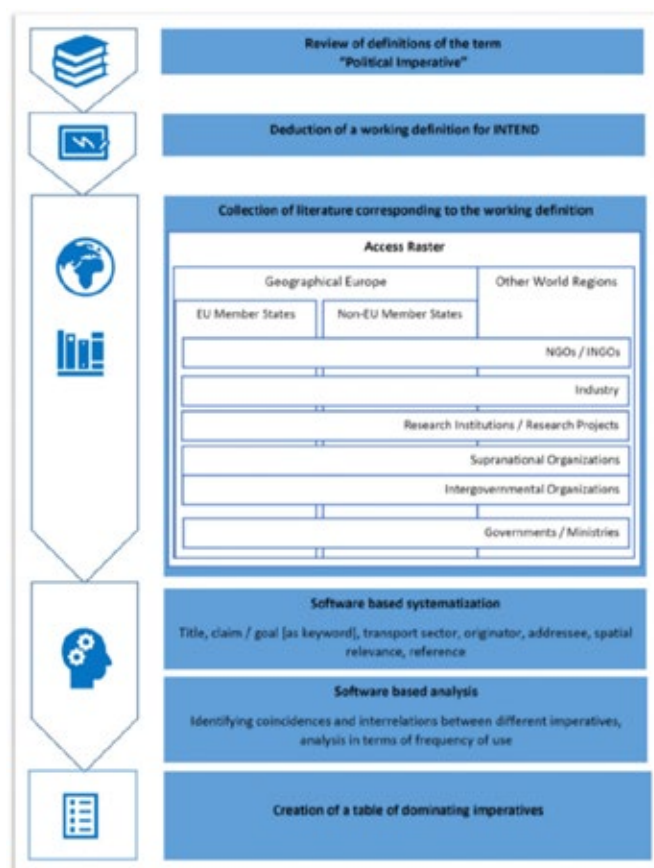 Review of definitions of the term
"Political Imperative"
Deduction of a working definition for INTEND
Collection of literature corresponding to the working definition
Access Raster
Geographical Europe
Other World Regions
EU Member States
Non-EU Member States
NGOs / INGOs
Industry
Research Institutions / Research Projects
Supranational Organizations
Intergovernmental Organizations
Governments / Ministries
Software based systematization
Title, claim / goal [as keyword], transport sector, originator, addressee, spatial
relevance, reference
Software based analysis
Identifying coincidences and interrelations between different imperatives,
analysis in terms of frequency of use
Creation of a table of dominating imperatives